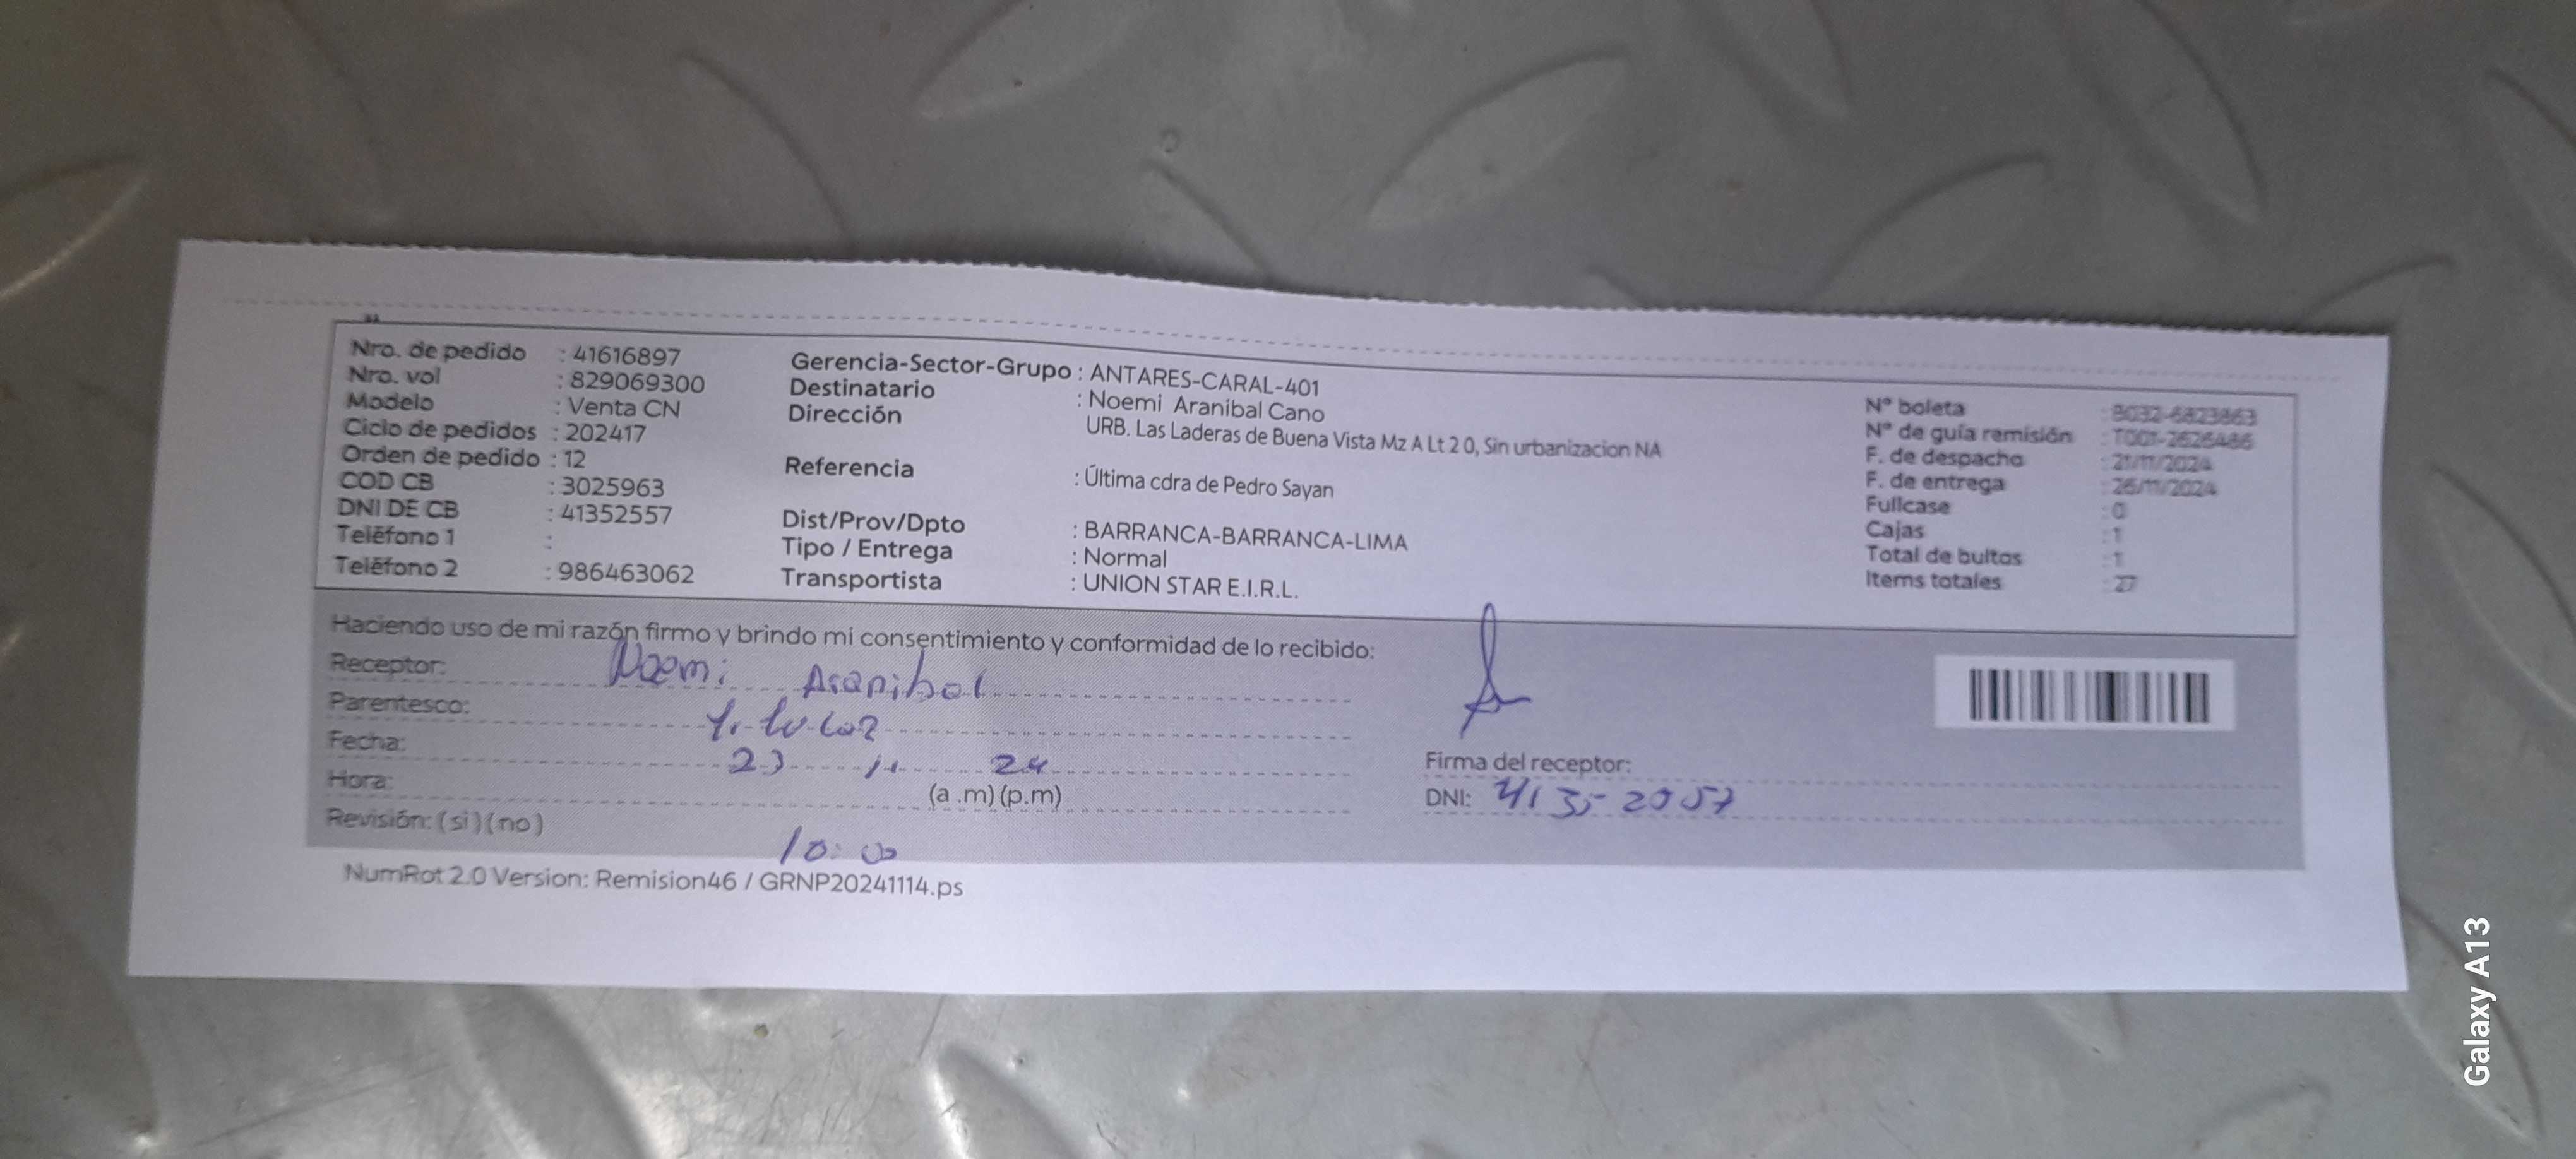 Nro. de pedido : 41616897
Nro. vol : 829069300
Modelo : Venta CN
Ciclo de pedidos : 202417
Orden de pedido : 12
COD CB : 3025963
DNI DE CB : 41352557
Teléfono 1 :
Teléfono 2 : 986463062
Gerencia-Sector-Grupo : ANTARES-CARAL-401
Destinatario : Noemi Aranibal Cano
Dirección
URB. Las Laderas de Buena Vista Mz A Lt 2 0, Sin urbanizacion NA
Referencia : Última cdra de Pedro Sayan
Dist/Prov/Dpto : BARRANCA-BARRANCA-LIMA
Tipo / Entrega : Normal
Transportista : UNION STAR E.I.R.L.
N° boleta : B032-6823863
N° de guía remisión : T001-2626486
F. de despacho : 21/11/2024
F. de entrega : 26/11/2024
Fullcase : 0
Cajas : 1
Total de bultos : 1
Items totales : 27
Haciendo uso de mi razón firmo y brindo mi consentimiento y conformidad de lo recibido:
Receptor: Noemi Aranibal
Parentesco: Titular
Fecha: 23 11 24
Hora: (a .m) (p.m)
Revisión: (si) (no)
10:00
Firma del receptor:
DNI: 41352557
NumRot 2.0 Version: Remision46 / GRNP20241114.ps
Galaxy A13